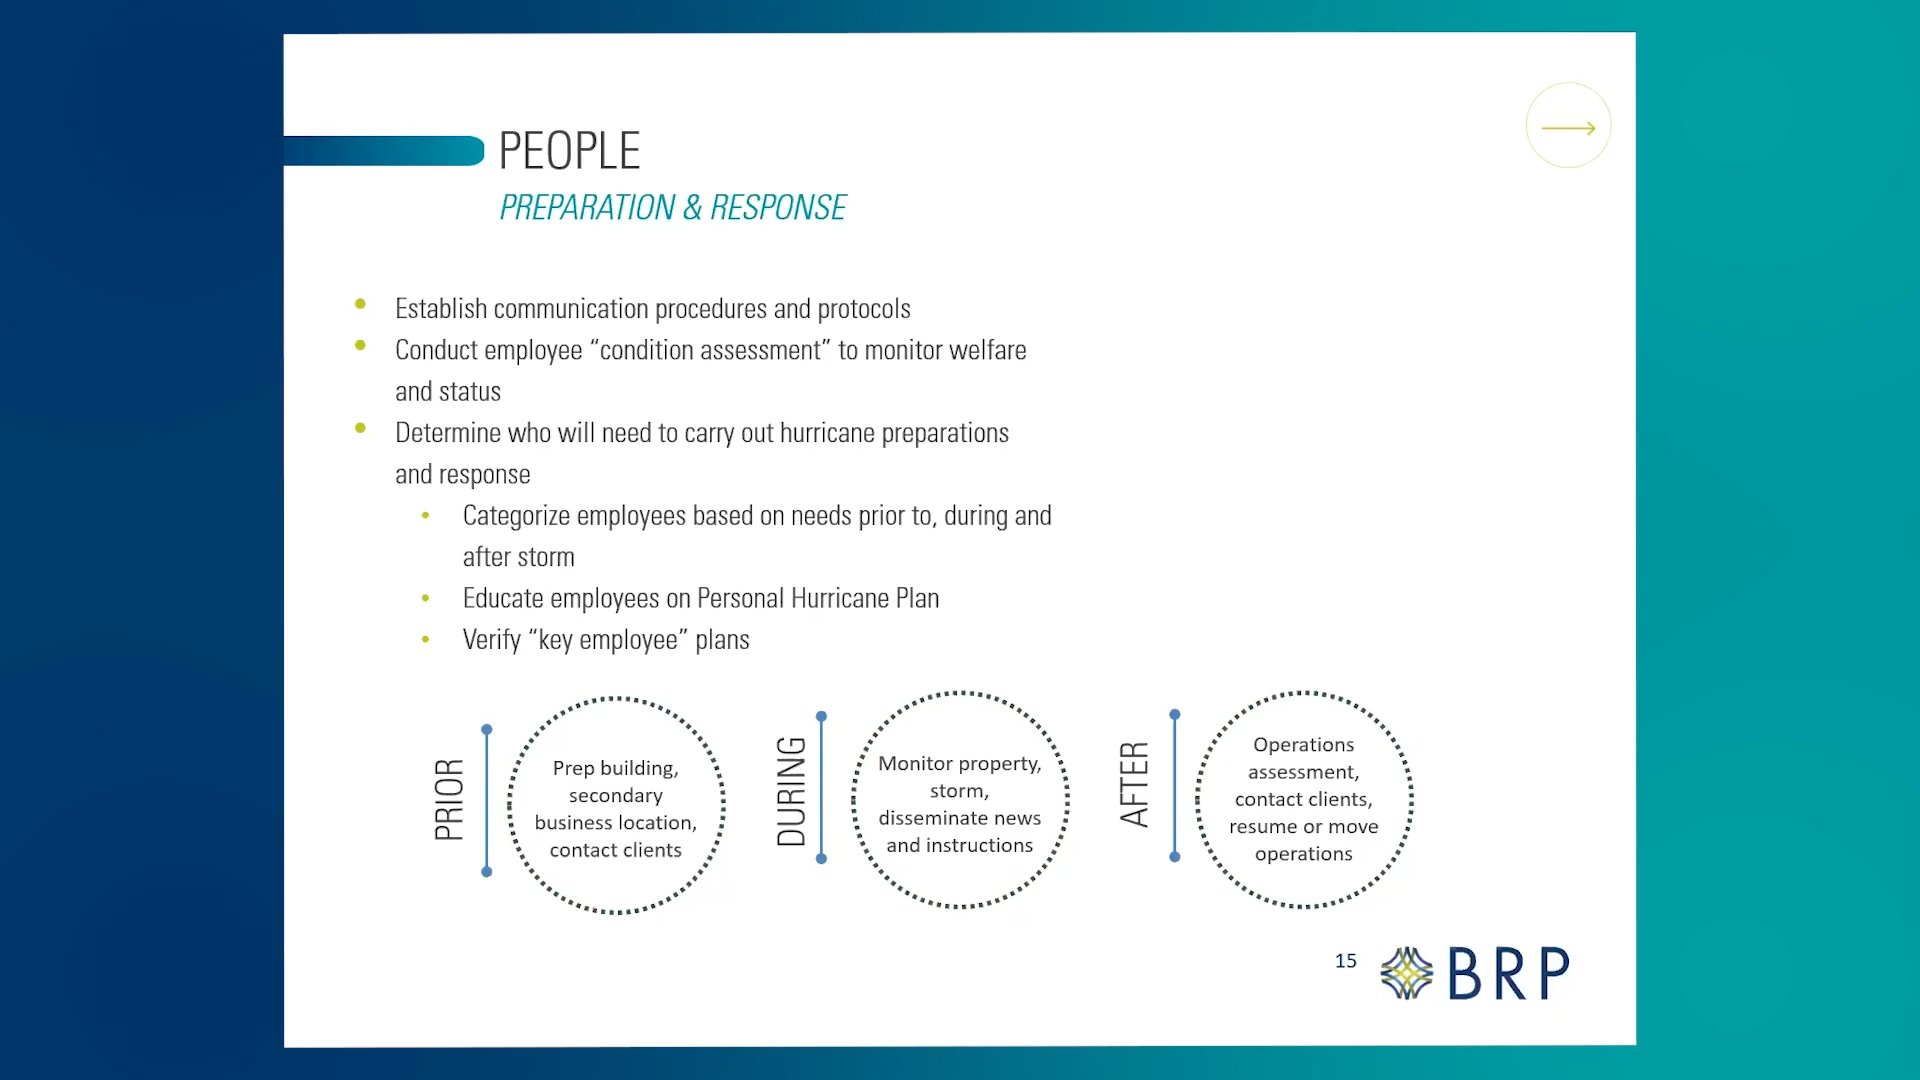 PEOPLE
PREPARATION & RESPONSE
• Establish communication procedures and protocols
• Conduct employee “condition assessment” to monitor welfare
and status
• Determine who will need to carry out hurricane preparations
and response
• Categorize employees based on needs prior to, during and
after storm
• Educate employees on Personal Hurricane Plan
• Verify “key employee” plans
PRIOR
Prep building,
secondary
business location,
contact clients
DURING
Monitor property,
storm,
disseminate news
and instructions
AFTER
Operations
assessment,
contact clients,
resume or move
operations
15
BRP